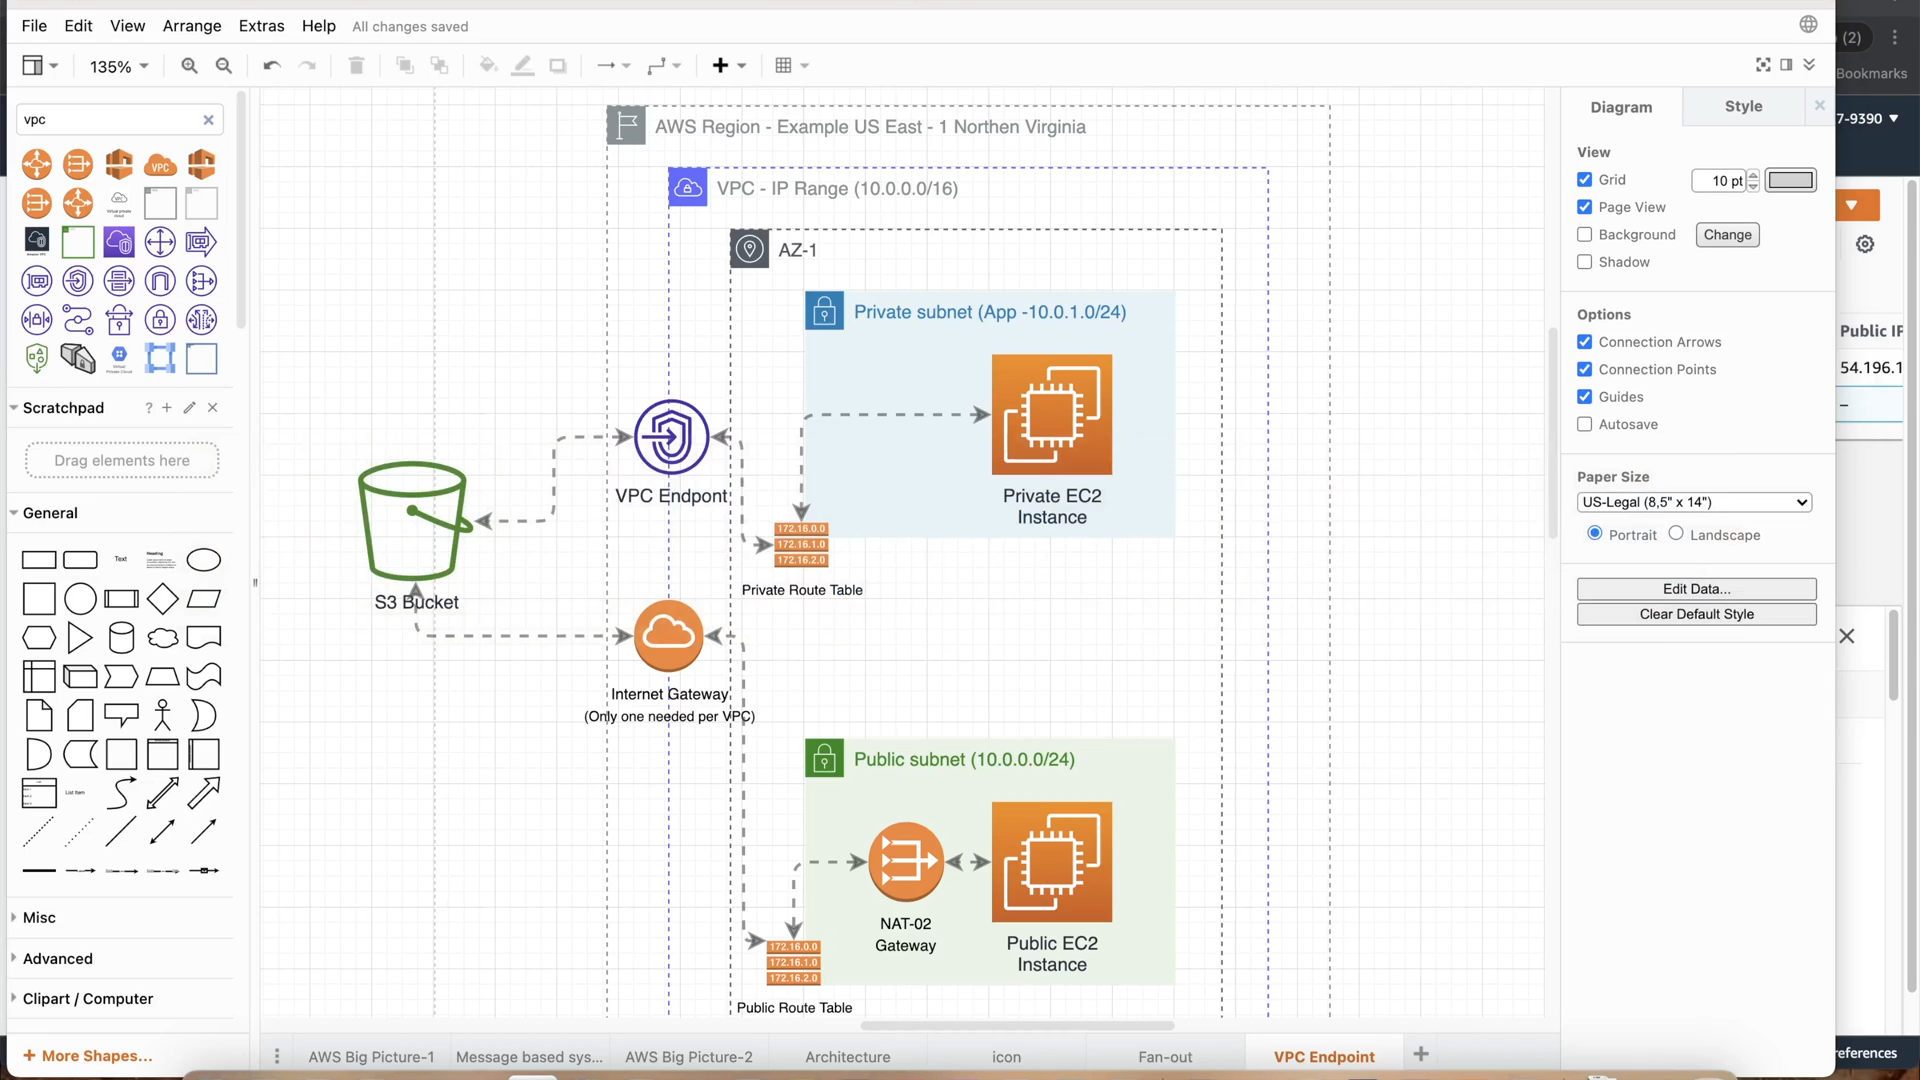 File Edit View Arrange Extras Help All changes saved
(2)
135%
Bookmarks
vpc
Diagram Style
7-9390
AWS Region - Example US East - 1 Northen Virginia
View
VPC
Grid 10 pt
VPC - IP Range (10.0.0.0/16)
Page View
Background Change
AZ-1
Shadow
Private subnet (App -10.0.1.0/24)
Options
Public IP
Connection Arrows
Connection Points
54.196.1
Guides
–
Scratchpad ?
Autosave
Drag elements here
Paper Size
VPC Endpont
Private EC2
Instance
US-Legal (8,5" x 14")
General
172.16.0.0
172.16.1.0
172.16.2.0
Portrait Landscape
Text
Heading
Private Route Table
Edit Data...
S3 Bucket
Clear Default Style
Internet Gateway
(Only one needed per VPC)
Public subnet (10.0.0.0/24)
List Item
NAT-02
Gateway
Public EC2
Instance
Misc
172.16.0.0
172.16.1.0
172.16.2.0
Advanced
Public Route Table
Clipart / Computer
+ More Shapes...
AWS Big Picture-1 Message based sys... AWS Big Picture-2 Architecture icon Fan-out VPC Endpoint
references